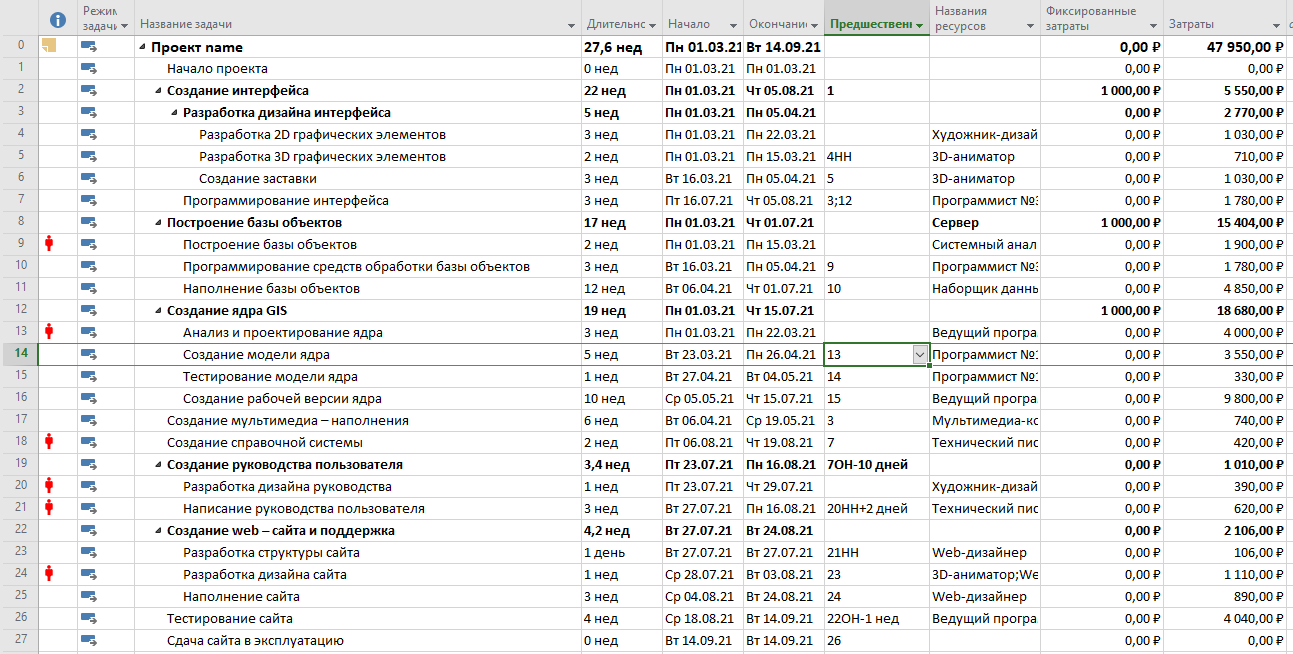 Режим задачи Название задачи Длительнс Начало Окончани Предшествен Названия ресурсов Фиксированные затраты Затраты
0 Проект name 27,6 нед Пн 01.03.21 Вт 14.09.21 0,00 ₽ 47 950,00 ₽
1 Начало проекта 0 нед Пн 01.03.21 Пн 01.03.21 0,00 ₽ 0,00 ₽
2 Создание интерфейса 22 нед Пн 01.03.21 Чт 05.08.21 1 1 000,00 ₽ 5 550,00 ₽
3 Разработка дизайна интерфейса 5 нед Пн 01.03.21 Пн 05.04.21 0,00 ₽ 2 770,00 ₽
4 Разработка 2D графических элементов 3 нед Пн 01.03.21 Пн 22.03.21 Художник-дизай 0,00 ₽ 1 030,00 ₽
5 Разработка 3D графических элементов 2 нед Пн 01.03.21 Пн 15.03.21 4НН 3D-аниматор 0,00 ₽ 710,00 ₽
6 Создание заставки 3 нед Вт 16.03.21 Пн 05.04.21 5 3D-аниматор 0,00 ₽ 1 030,00 ₽
7 Программирование интерфейса 3 нед Пт 16.07.21 Чт 05.08.21 3;12 Программист № 0,00 ₽ 1 780,00 ₽
8 Построение базы объектов 17 нед Пн 01.03.21 Чт 01.07.21 Сервер 1 000,00 ₽ 15 404,00 ₽
9 Построение базы объектов 2 нед Пн 01.03.21 Пн 15.03.21 Системный анал 0,00 ₽ 1 900,00 ₽
10 Программирование средств обработки базы объектов 3 нед Вт 16.03.21 Пн 05.04.21 9 Программист № 0,00 ₽ 1 780,00 ₽
11 Наполнение базы объектов 12 нед Вт 06.04.21 Чт 01.07.21 10 Наборщик даннь 0,00 ₽ 4 850,00 ₽
12 Создание ядра GIS 19 нед Пн 01.03.21 Чт 15.07.21 1 000,00 ₽ 18 680,00 ₽
13 Анализ и проектирование ядра 3 нед Пн 01.03.21 Пн 22.03.21 Ведущий програ 0,00 ₽ 4 000,00 ₽
14 Создание модели ядра 5 нед Вт 23.03.21 Пн 26.04.21 13 Программист № 0,00 ₽ 3 550,00 ₽
15 Тестирование модели ядра 1 нед Вт 27.04.21 Вт 04.05.21 14 Программист № 0,00 ₽ 330,00 ₽
16 Создание рабочей версии ядра 10 нед Ср 05.05.21 Чт 15.07.21 15 Ведущий програ 0,00 ₽ 9 800,00 ₽
17 Создание мультимедиа – наполнения 6 нед Вт 06.04.21 Ср 19.05.21 3 Мультимедиа-кс 0,00 ₽ 740,00 ₽
18 Создание справочной системы 2 нед Пт 06.08.21 Чт 19.08.21 7 Технический пис 0,00 ₽ 420,00 ₽
19 Создание руководства пользователя 3,4 нед Пт 23.07.21 Пн 16.08.21 7ОН-10 дней 0,00 ₽ 1 010,00 ₽
20 Разработка дизайна руководства 1 нед Пт 23.07.21 Чт 29.07.21 Художник-дизай 0,00 ₽ 390,00 ₽
21 Написание руководства пользователя 3 нед Вт 27.07.21 Пн 16.08.21 20НН+2 дней Технический пис 0,00 ₽ 620,00 ₽
22 Создание web – сайта и поддержка 4,2 нед Вт 27.07.21 Вт 24.08.21 0,00 ₽ 2 106,00 ₽
23 Разработка структуры сайта 1 день Вт 27.07.21 Вт 27.07.21 21НН Web-дизайнер 0,00 ₽ 106,00 ₽
24 Разработка дизайна сайта 1 нед Ср 28.07.21 Вт 03.08.21 23 3D-аниматор;We 0,00 ₽ 1 110,00 ₽
25 Наполнение сайта 3 нед Ср 04.08.21 Вт 24.08.21 24 Web-дизайнер 0,00 ₽ 890,00 ₽
26 Тестирование сайта 4 нед Ср 18.08.21 Вт 14.09.21 22ОН-1 нед Ведущий програ 0,00 ₽ 4 040,00 ₽
27 Сдача сайта в эксплуатацию 0 нед Вт 14.09.21 Вт 14.09.21 26 0,00 ₽ 0,00 ₽